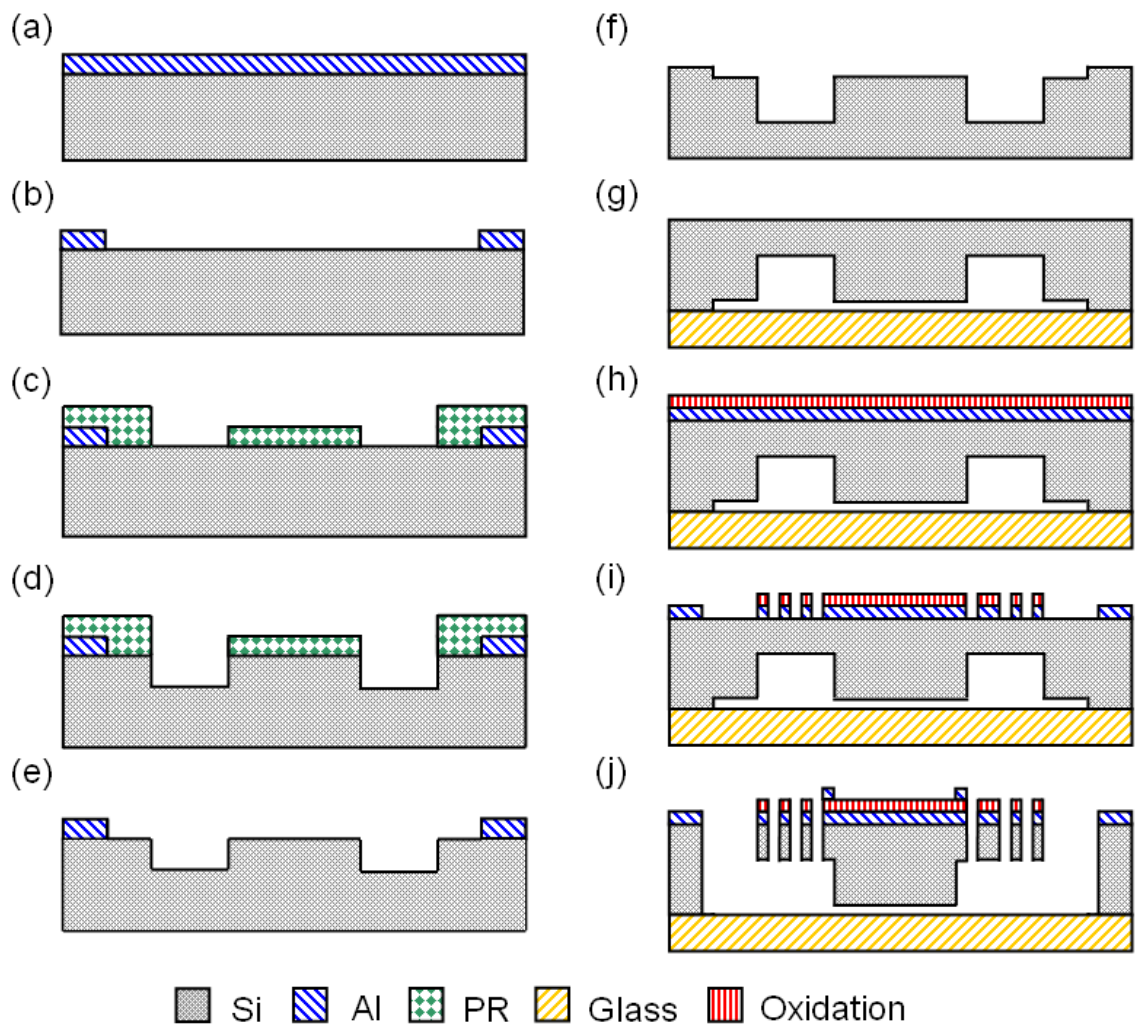 (a)
(b)
(c)
(d)
(e)
(f)
(g)
(h)
(i)
(j)
Si Al PR Glass Oxidation